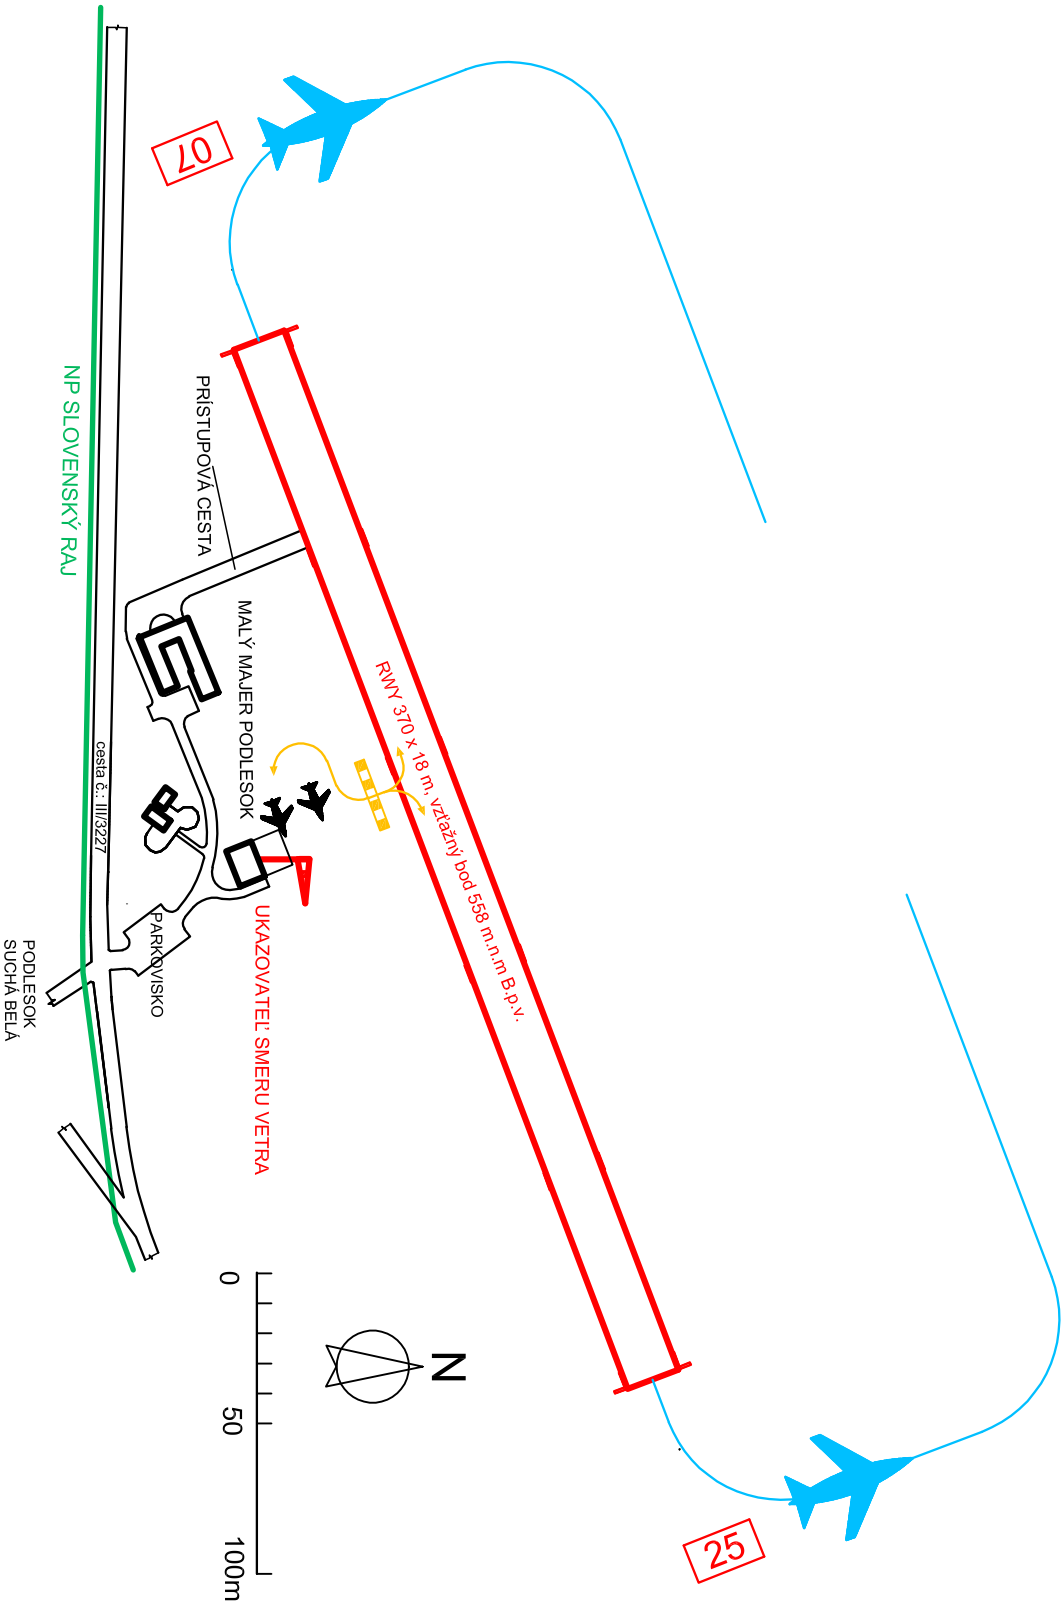 07
NP SLOVENSKÝ RAJ
PRÍSTUPOVÁ CESTA
MALÝ MAJER PODLESOK
RWY 370 x 18 m, vzťažný bod 558 m.n.m B.p.v.
cesta č.: III/3227
UKAZOVATEĽ SMERU VETRA
PARKOVISKO
PODLESOK
SUCHÁ BELÁ
N
0
50
100m
25